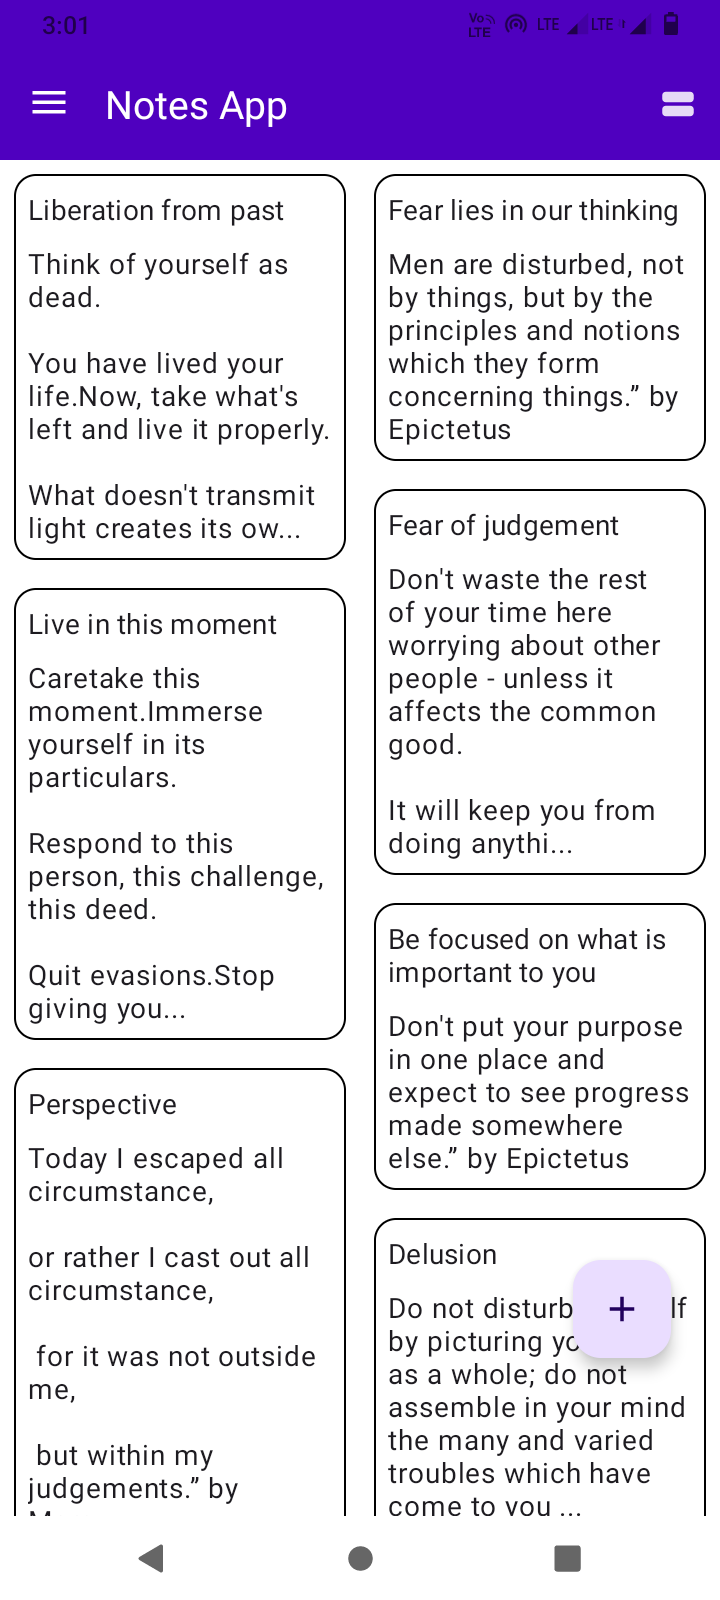 3:01
Vo
LTE
LTE
LTE
Notes App
Liberation from past
Think of yourself as
dead.
You have lived your
life.Now, take what's
left and live it properly.
What doesn't transmit
light creates its ow...
Live in this moment
Caretake this
moment.Immerse
yourself in its
particulars.
Respond to this
person, this challenge,
this deed.
Quit evasions.Stop
giving you...
Perspective
Today I escaped all
circumstance,
or rather I cast out all
circumstance,
for it was not outside
me,
but within my
judgements.” by
Fear lies in our thinking
Men are disturbed, not
by things, but by the
principles and notions
which they form
concerning things.” by
Epictetus
Fear of judgement
Don't waste the rest
of your time here
worrying about other
people - unless it
affects the common
good.
It will keep you from
doing anythi...
Be focused on what is
important to you
Don't put your purpose
in one place and
expect to see progress
made somewhere
else.” by Epictetus
Delusion
Do not disturb
by picturing
as a whole; do not
assemble in your mind
the many and varied
troubles which have
come to you ...